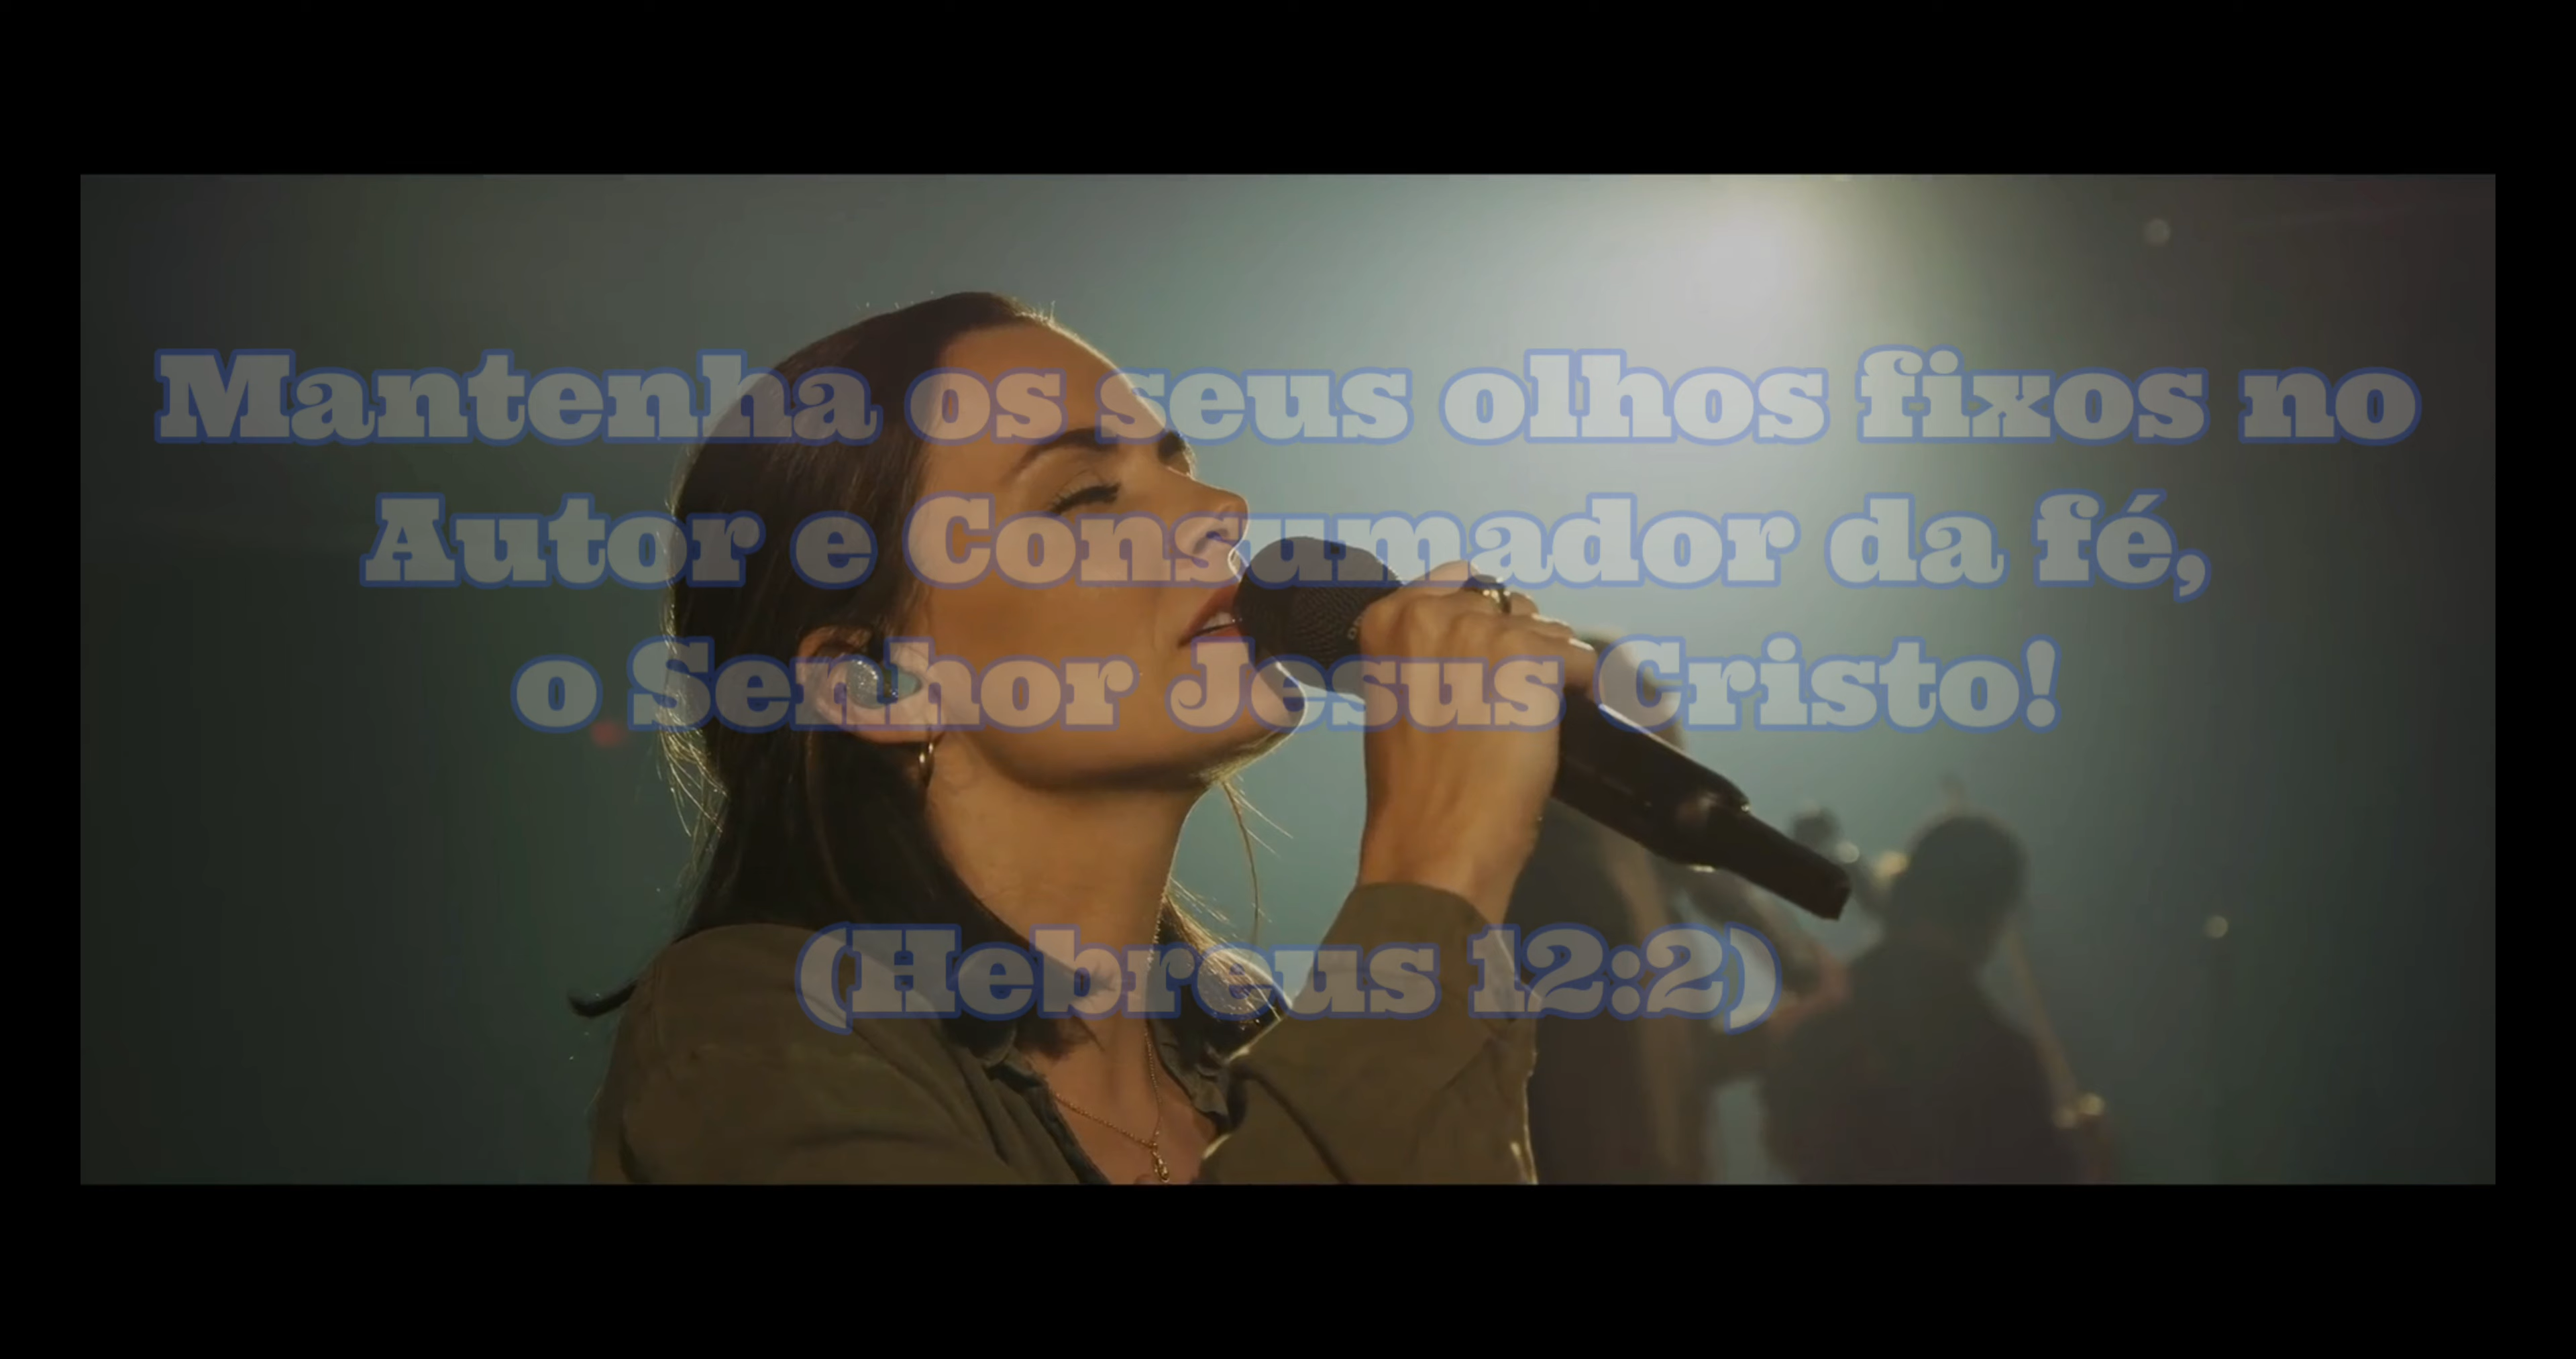 Mantenha os seus olhos fixos no
Autor e Consumador da fé,
o Senhor Jesus Cristo!
(Hebreus 12:2)